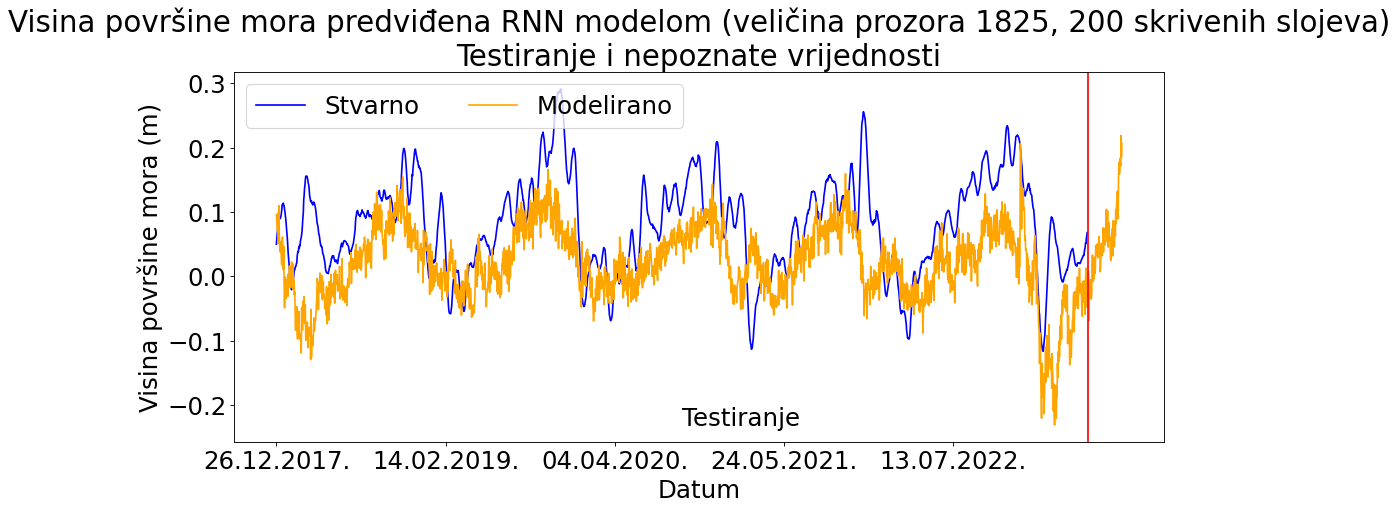 Visina površine mora predviđena RNN modelom (veličina prozora 1825, 200 skrivenih slojeva)
Testiranje i nepoznate vrijednosti
Stvarno
Modelirano
Visina površine mora (m)
0.3
0.2
0.1
0.0
−0.1
−0.2
Testiranje
26.12.2017.
14.02.2019.
04.04.2020.
24.05.2021.
13.07.2022.
Datum